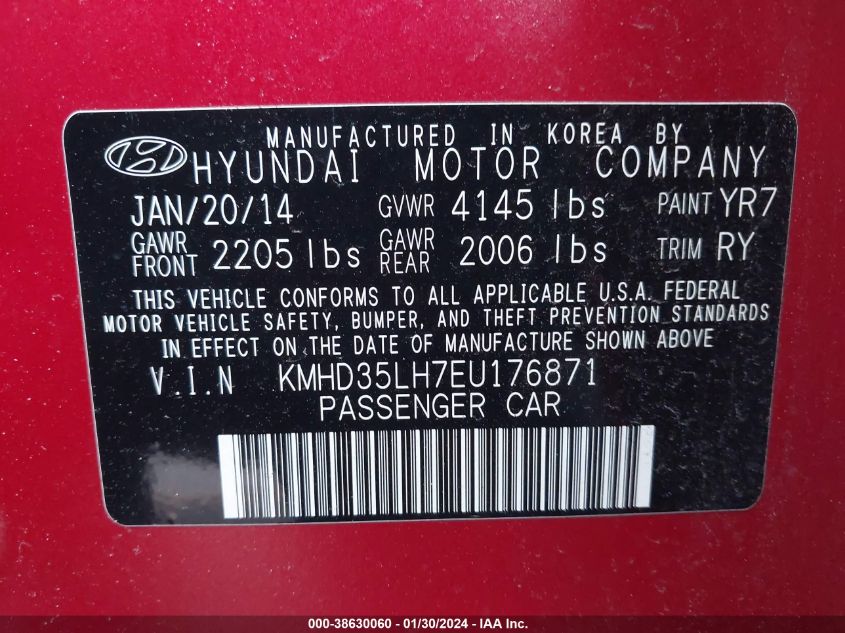 MANUFACTURED IN KOREA BY
HYUNDAI MOTOR COMPANY
JAN/20/14 GVWR 4145 lbs PAINT YR7
GAWR FRONT 2205 lbs GAWR REAR 2006 lbs TRIM RY
THIS VEHICLE CONFORMS TO ALL APPLICABLE U.S.A. FEDERAL
MOTOR VEHICLE SAFETY, BUMPER, AND THEFT PREVENTION STANDARDS
IN EFFECT ON THE DATE OF MANUFACTURE SHOWN ABOVE
V.I.N KMHD35LH7EU176871
PASSENGER CAR
000-38630060 - 01/30/2024 - IAA Inc.